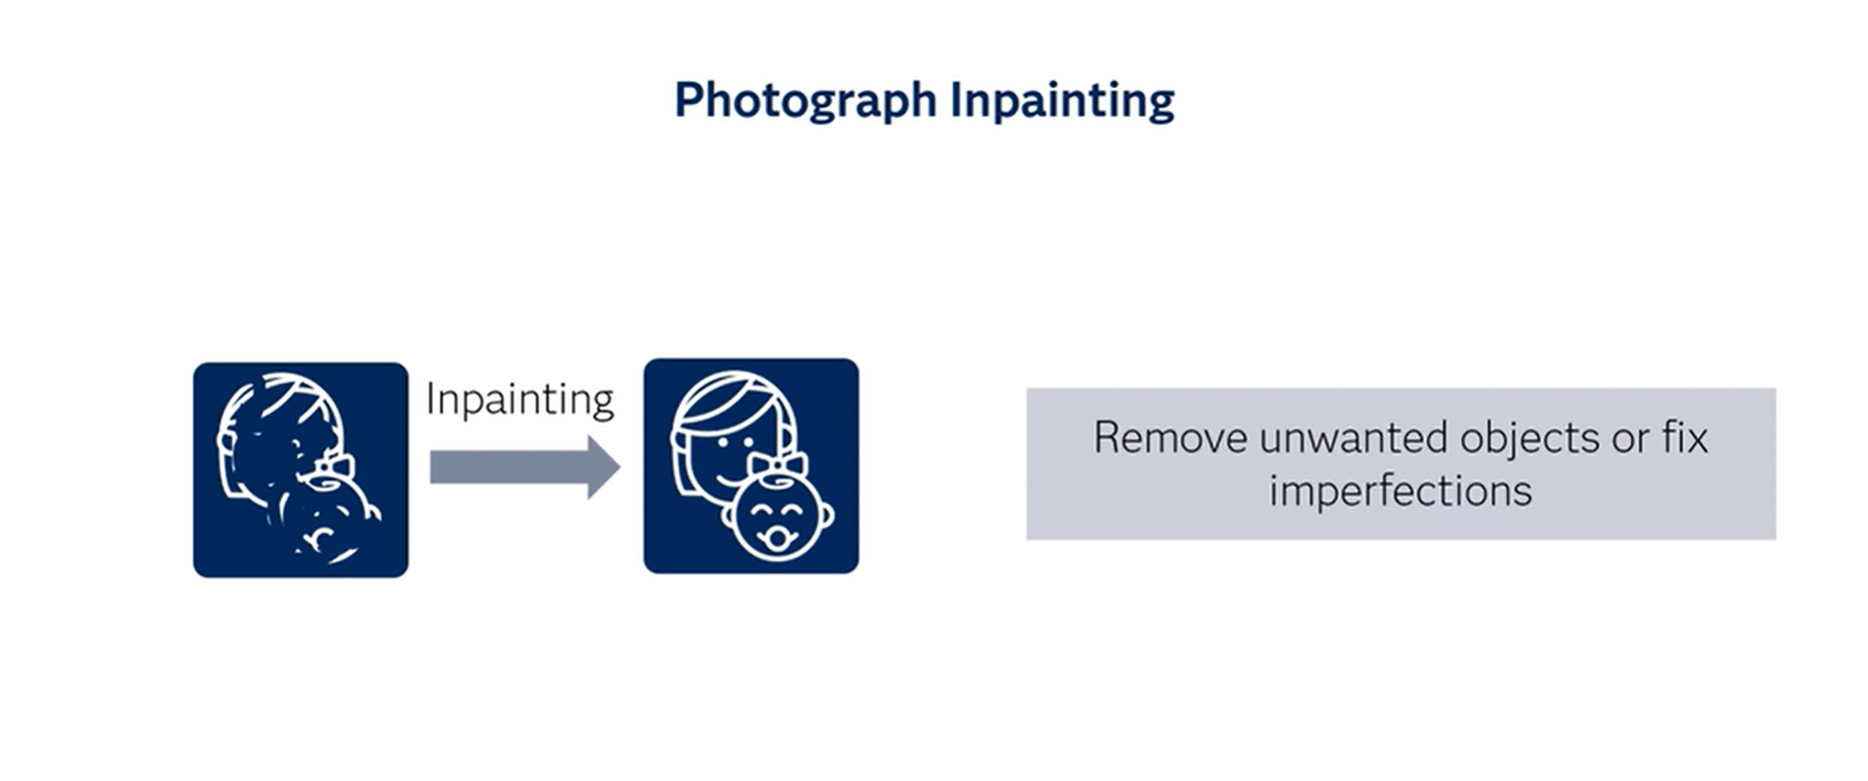 Photograph Inpainting
Inpainting
Remove unwanted objects or fix
imperfections